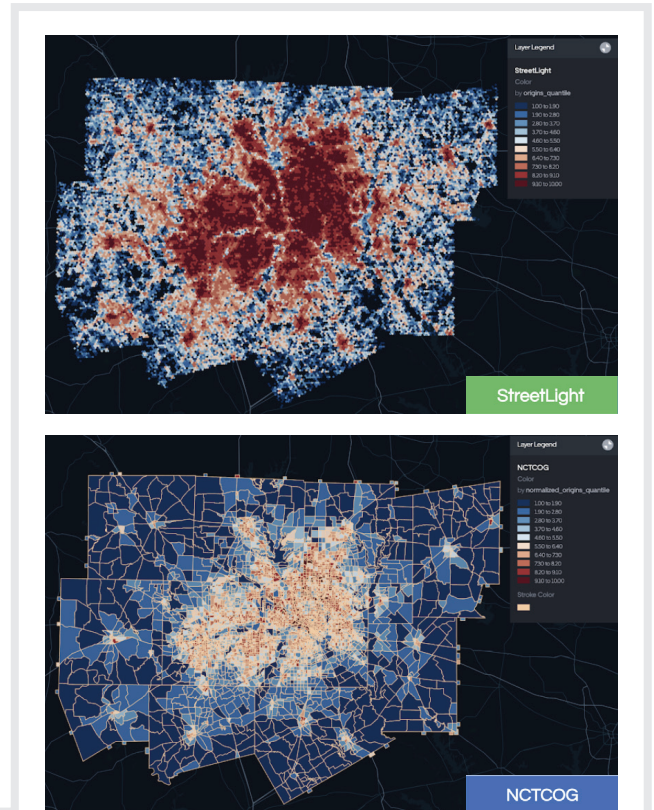 Layer Legend
StreetLight
Color
by origins_quantile
1.00 to 1.90
1.90 to 2.80
2.80 to 3.70
3.70 to 4.60
4.60 to 5.50
5.50 to 6.40
6.40 to 7.30
7.30 to 8.20
8.20 to 9.10
9.10 to 10.00
StreetLight
Layer Legend
NCTCOG
Color
by normalized_origins_quantile
1.00 to 1.90
1.90 to 2.80
2.80 to 3.70
3.70 to 4.60
4.60 to 5.50
5.50 to 6.40
6.40 to 7.30
7.30 to 8.20
8.20 to 9.10
9.10 to 10.00
Stroke Color
NCTCOG